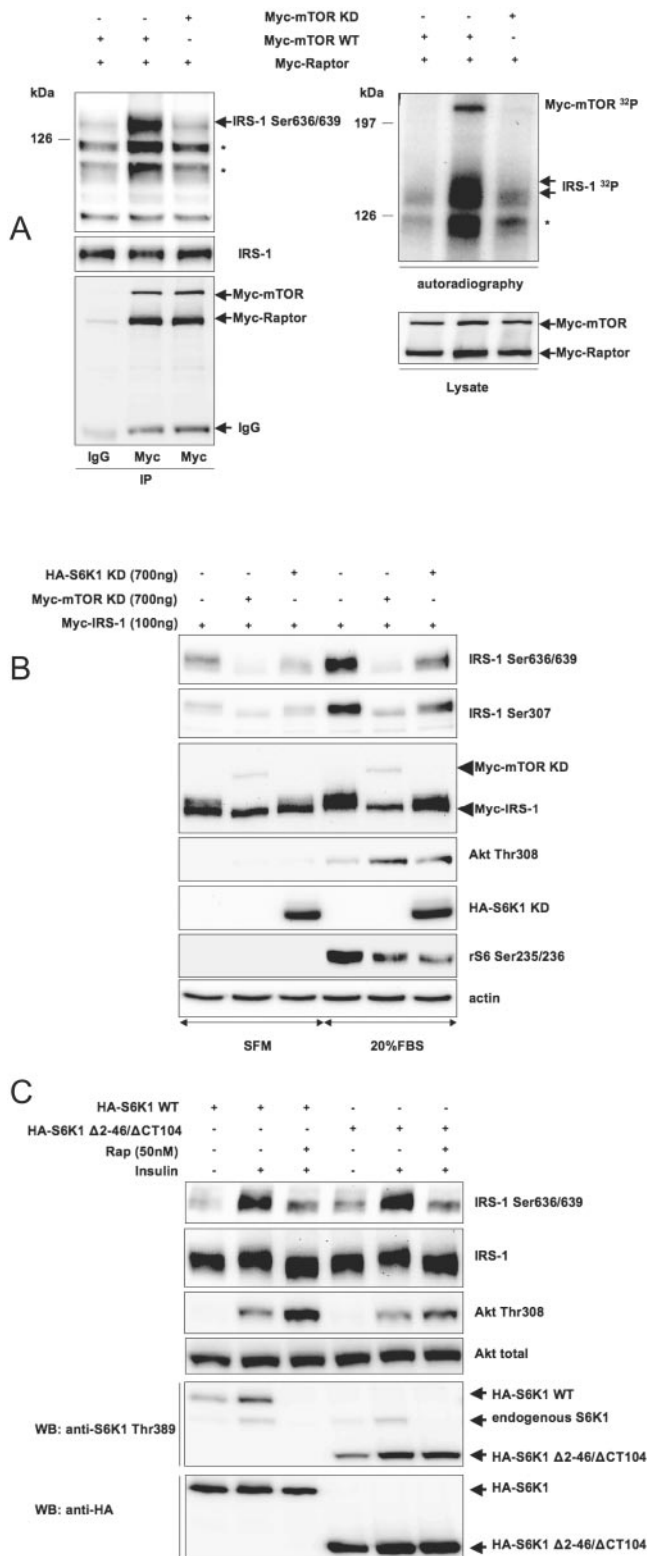 Myc-mTOR KD - - + - - +
Myc-mTOR WT + + - + + -
Myc-Raptor + + + + + +
kDa
126
IRS-1 Ser636/639
*
*
A
IRS-1
Myc-mTOR
Myc-Raptor
IgG
IgG Myc Myc
IP
kDa
197
Myc-mTOR 32P
IRS-1 32P
126
*
autoradiography
Myc-mTOR
Myc-Raptor
Lysate
HA-S6K1 KD (700ng) - - + - - +
Myc-mTOR KD (700ng) - + - - + -
Myc-IRS-1 (100ng) + + + + + +
B
IRS-1 Ser636/639
IRS-1 Ser307
Myc-mTOR KD
Myc-IRS-1
Akt Thr308
HA-S6K1 KD
rS6 Ser235/236
actin
SFM 20%FBS
C
HA-S6K1 WT + + + - - -
HA-S6K1 Δ2-46/ΔCT104 - - - + + +
Rap (50nM) - - + - - +
Insulin - + + - + +
IRS-1 Ser636/639
IRS-1
Akt Thr308
Akt total
WB: anti-S6K1 Thr389
HA-S6K1 WT
endogenous S6K1
HA-S6K1 Δ2-46/ΔCT104
WB: anti-HA
HA-S6K1
HA-S6K1 Δ2-46/ΔCT104